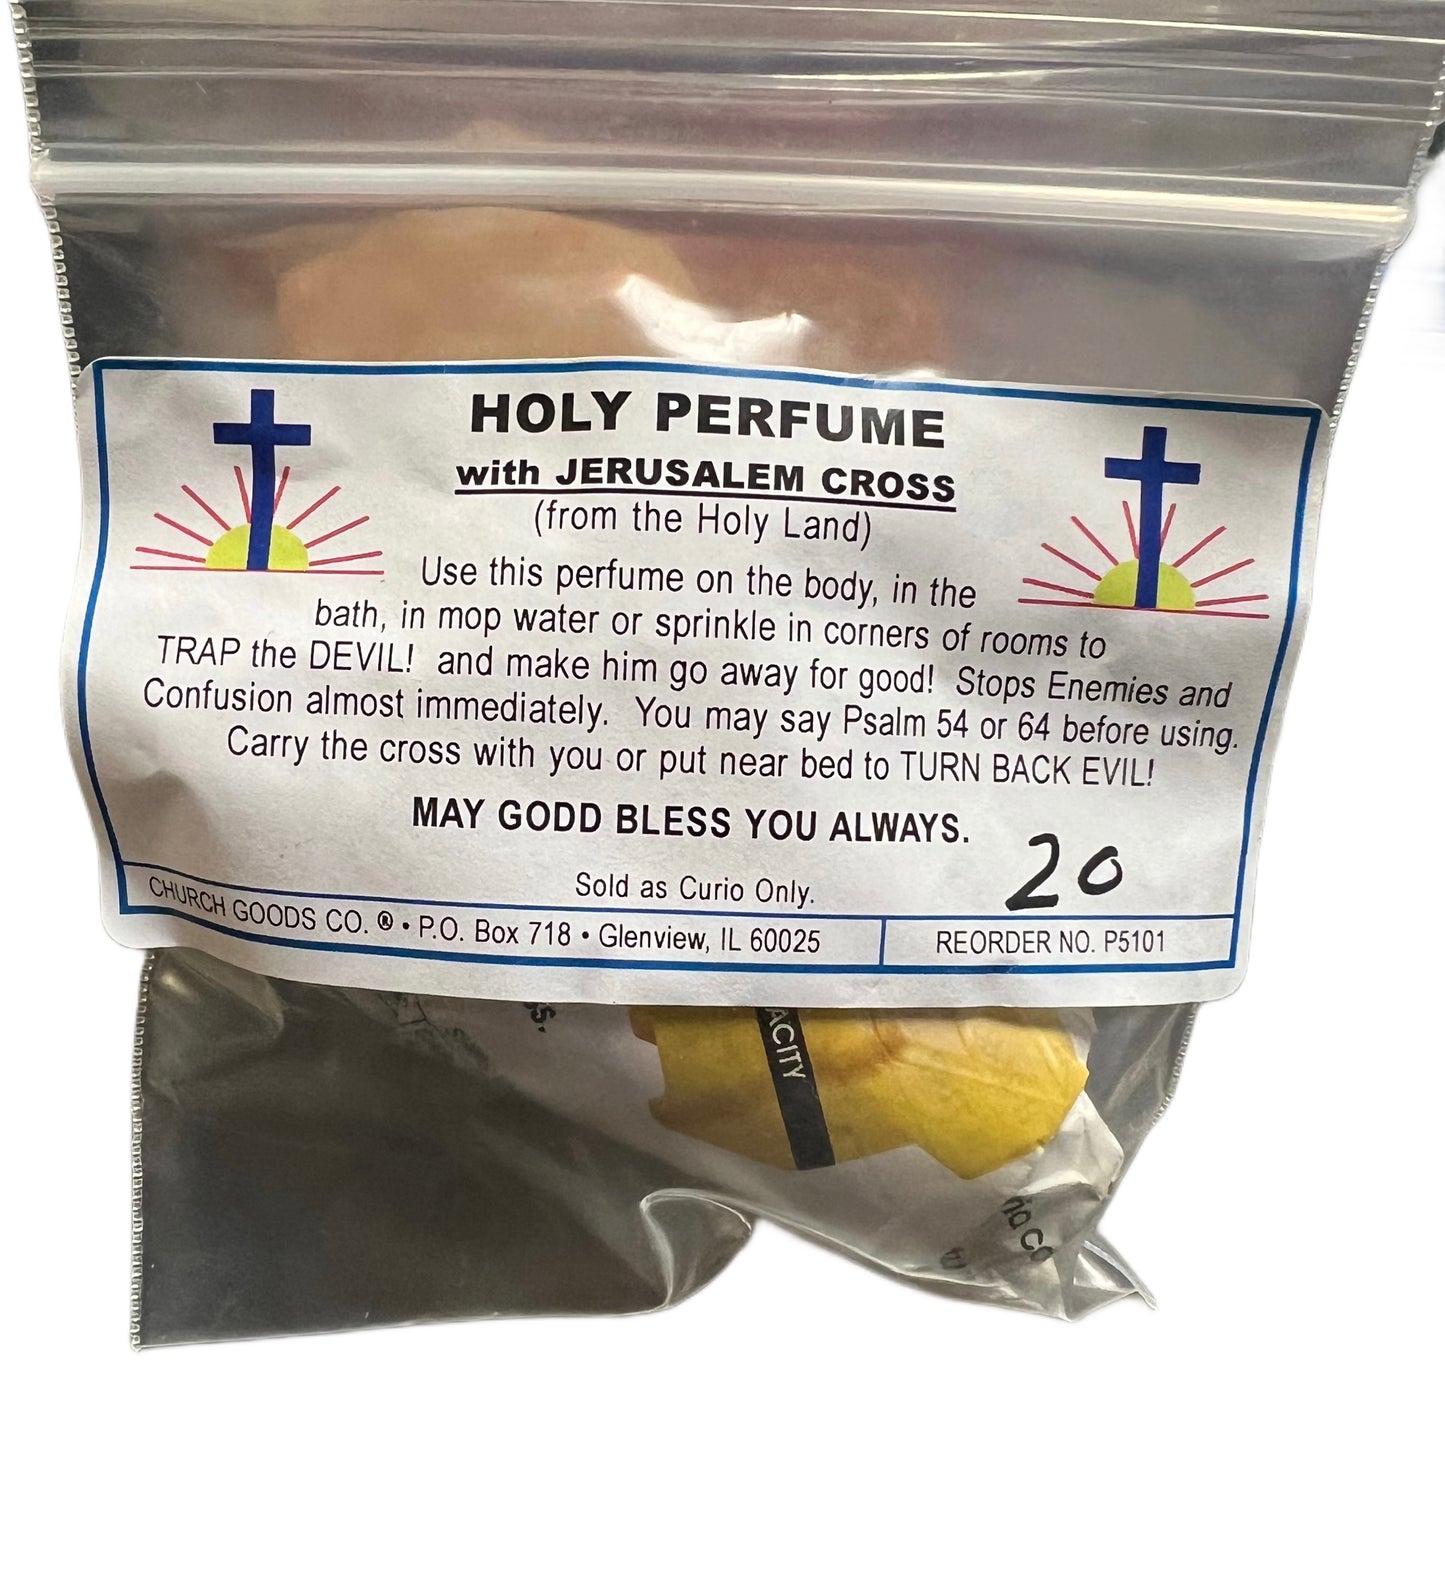 HOLY PERFUME
with JERUSALEM CROSS
(from the Holy Land)
Use this perfume on the body, in the
bath, in mop water or sprinkle in corners of rooms to
TRAP the DEVIL! and make him go away for good! Stops Enemies and
Confusion almost immediately. You may say Psalm 54 or 64 before using.
Carry the cross with you or put near bed to TURN BACK EVIL!
MAY GODD BLESS YOU ALWAYS.
20
Sold as Curio Only.
CHURCH GOODS CO. ® • P.O. Box 718 • Glenview, IL 60025
REORDER NO. P5101